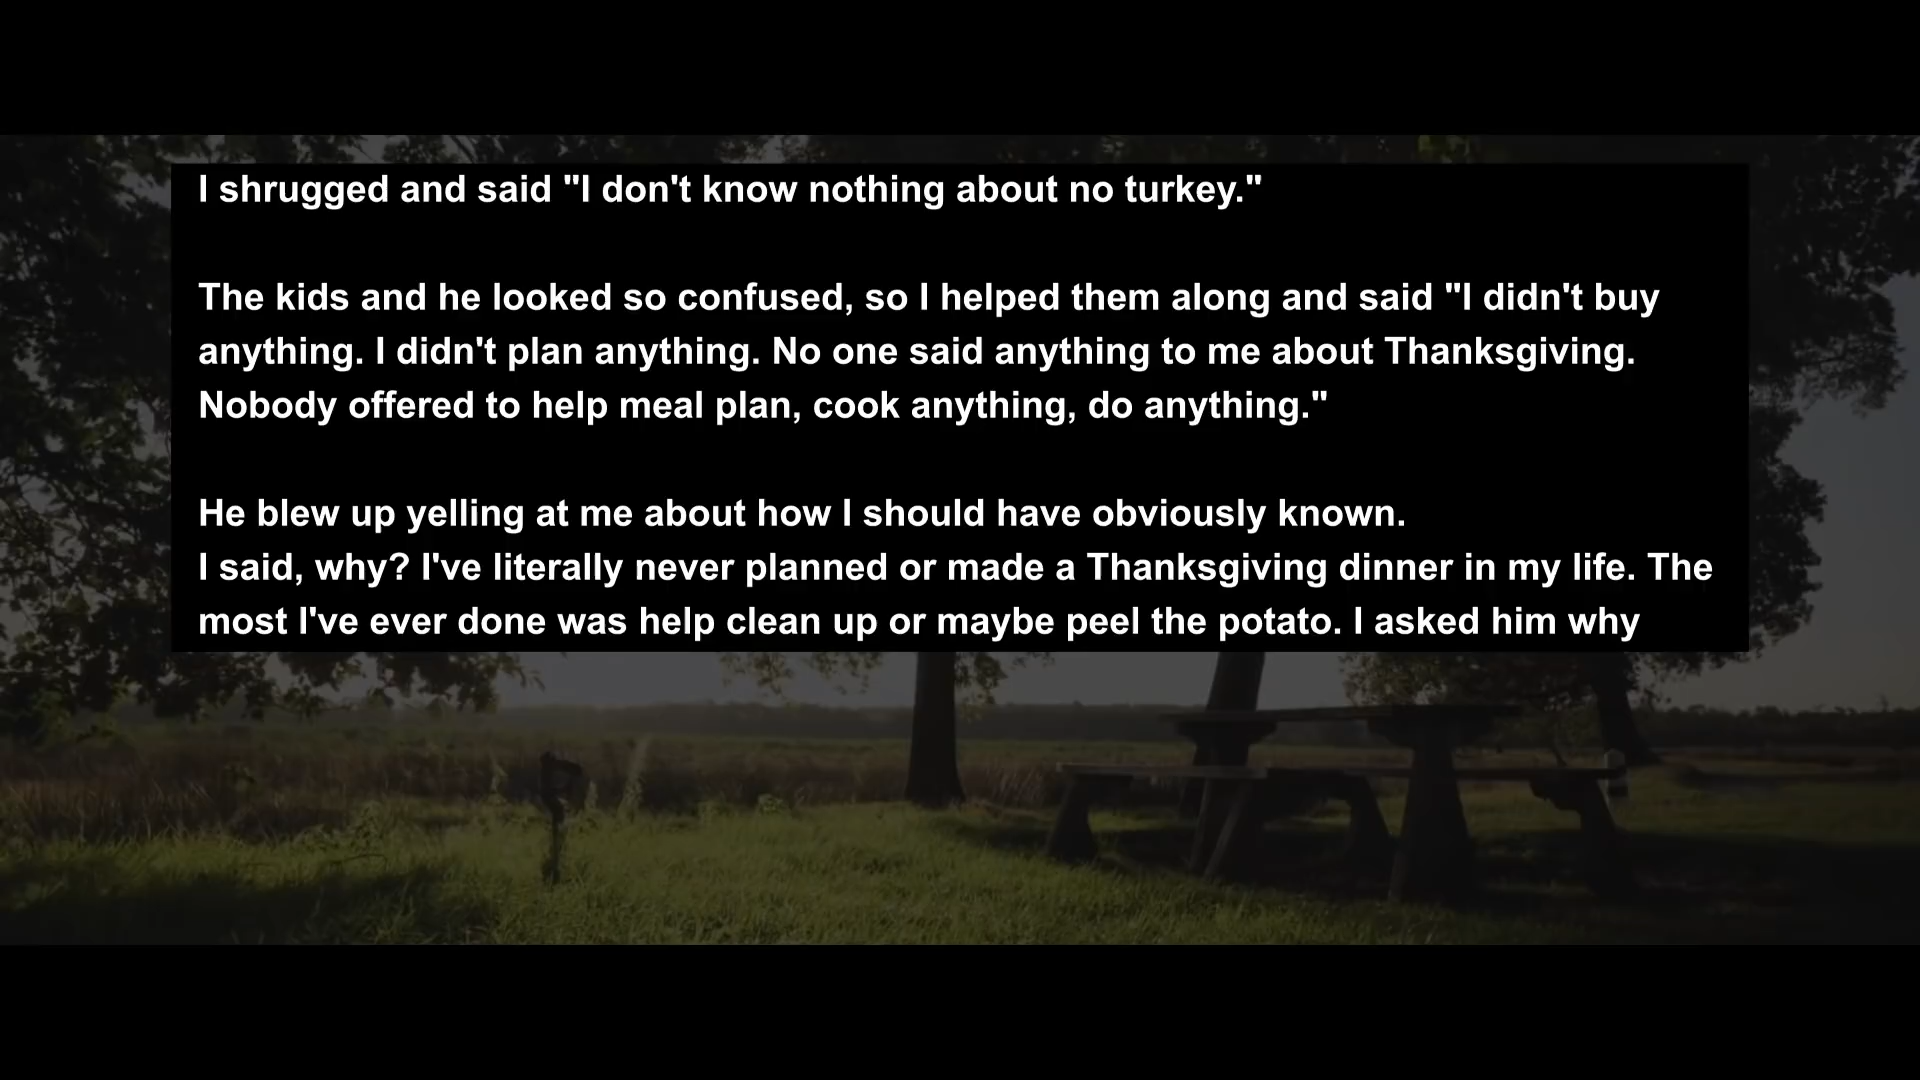 I shrugged and said "I don't know nothing about no turkey."
The kids and he looked so confused, so I helped them along and said "I didn't buy
anything. I didn't plan anything. No one said anything to me about Thanksgiving.
Nobody offered to help meal plan, cook anything, do anything."
He blew up yelling at me about how I should have obviously known.
I said, why? I've literally never planned or made a Thanksgiving dinner in my life. The
most I've ever done was help clean up or maybe peel the potato. I asked him why